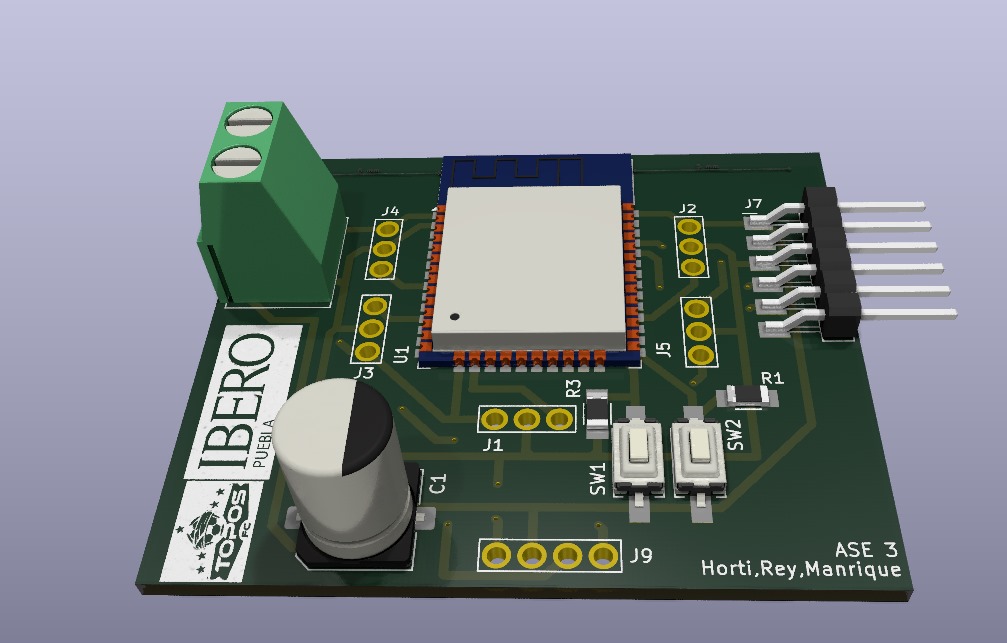 J4
J2
J7
J3
U1
J5
R3
R1
J1
SW1
SW2
C1
IBERO
PUEBLA
TOPOS
FC
J9
ASE 3
Horti,Rey,Manrique